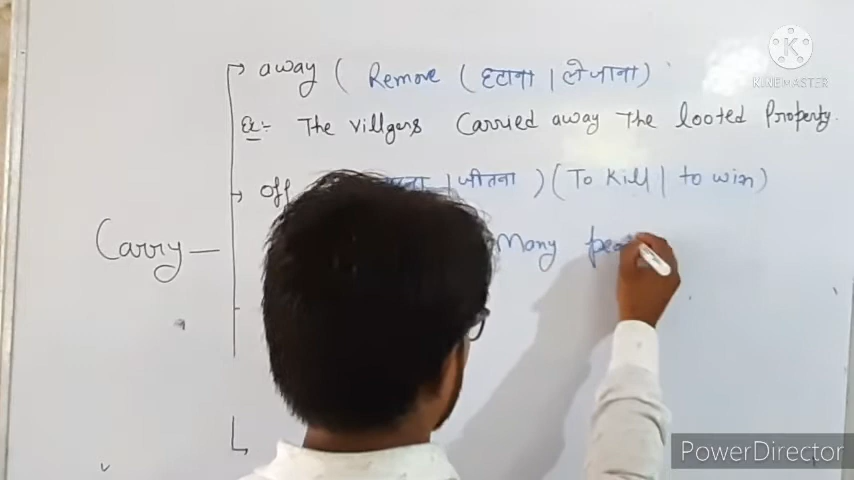 away ( Remove ( हटाना | ले जाना )
Ex:- The villgers Carried away The looted Property.
off | जीतना ) ( To Kill | to win )
Carry
Many
KINEMASTER
PowerDirector